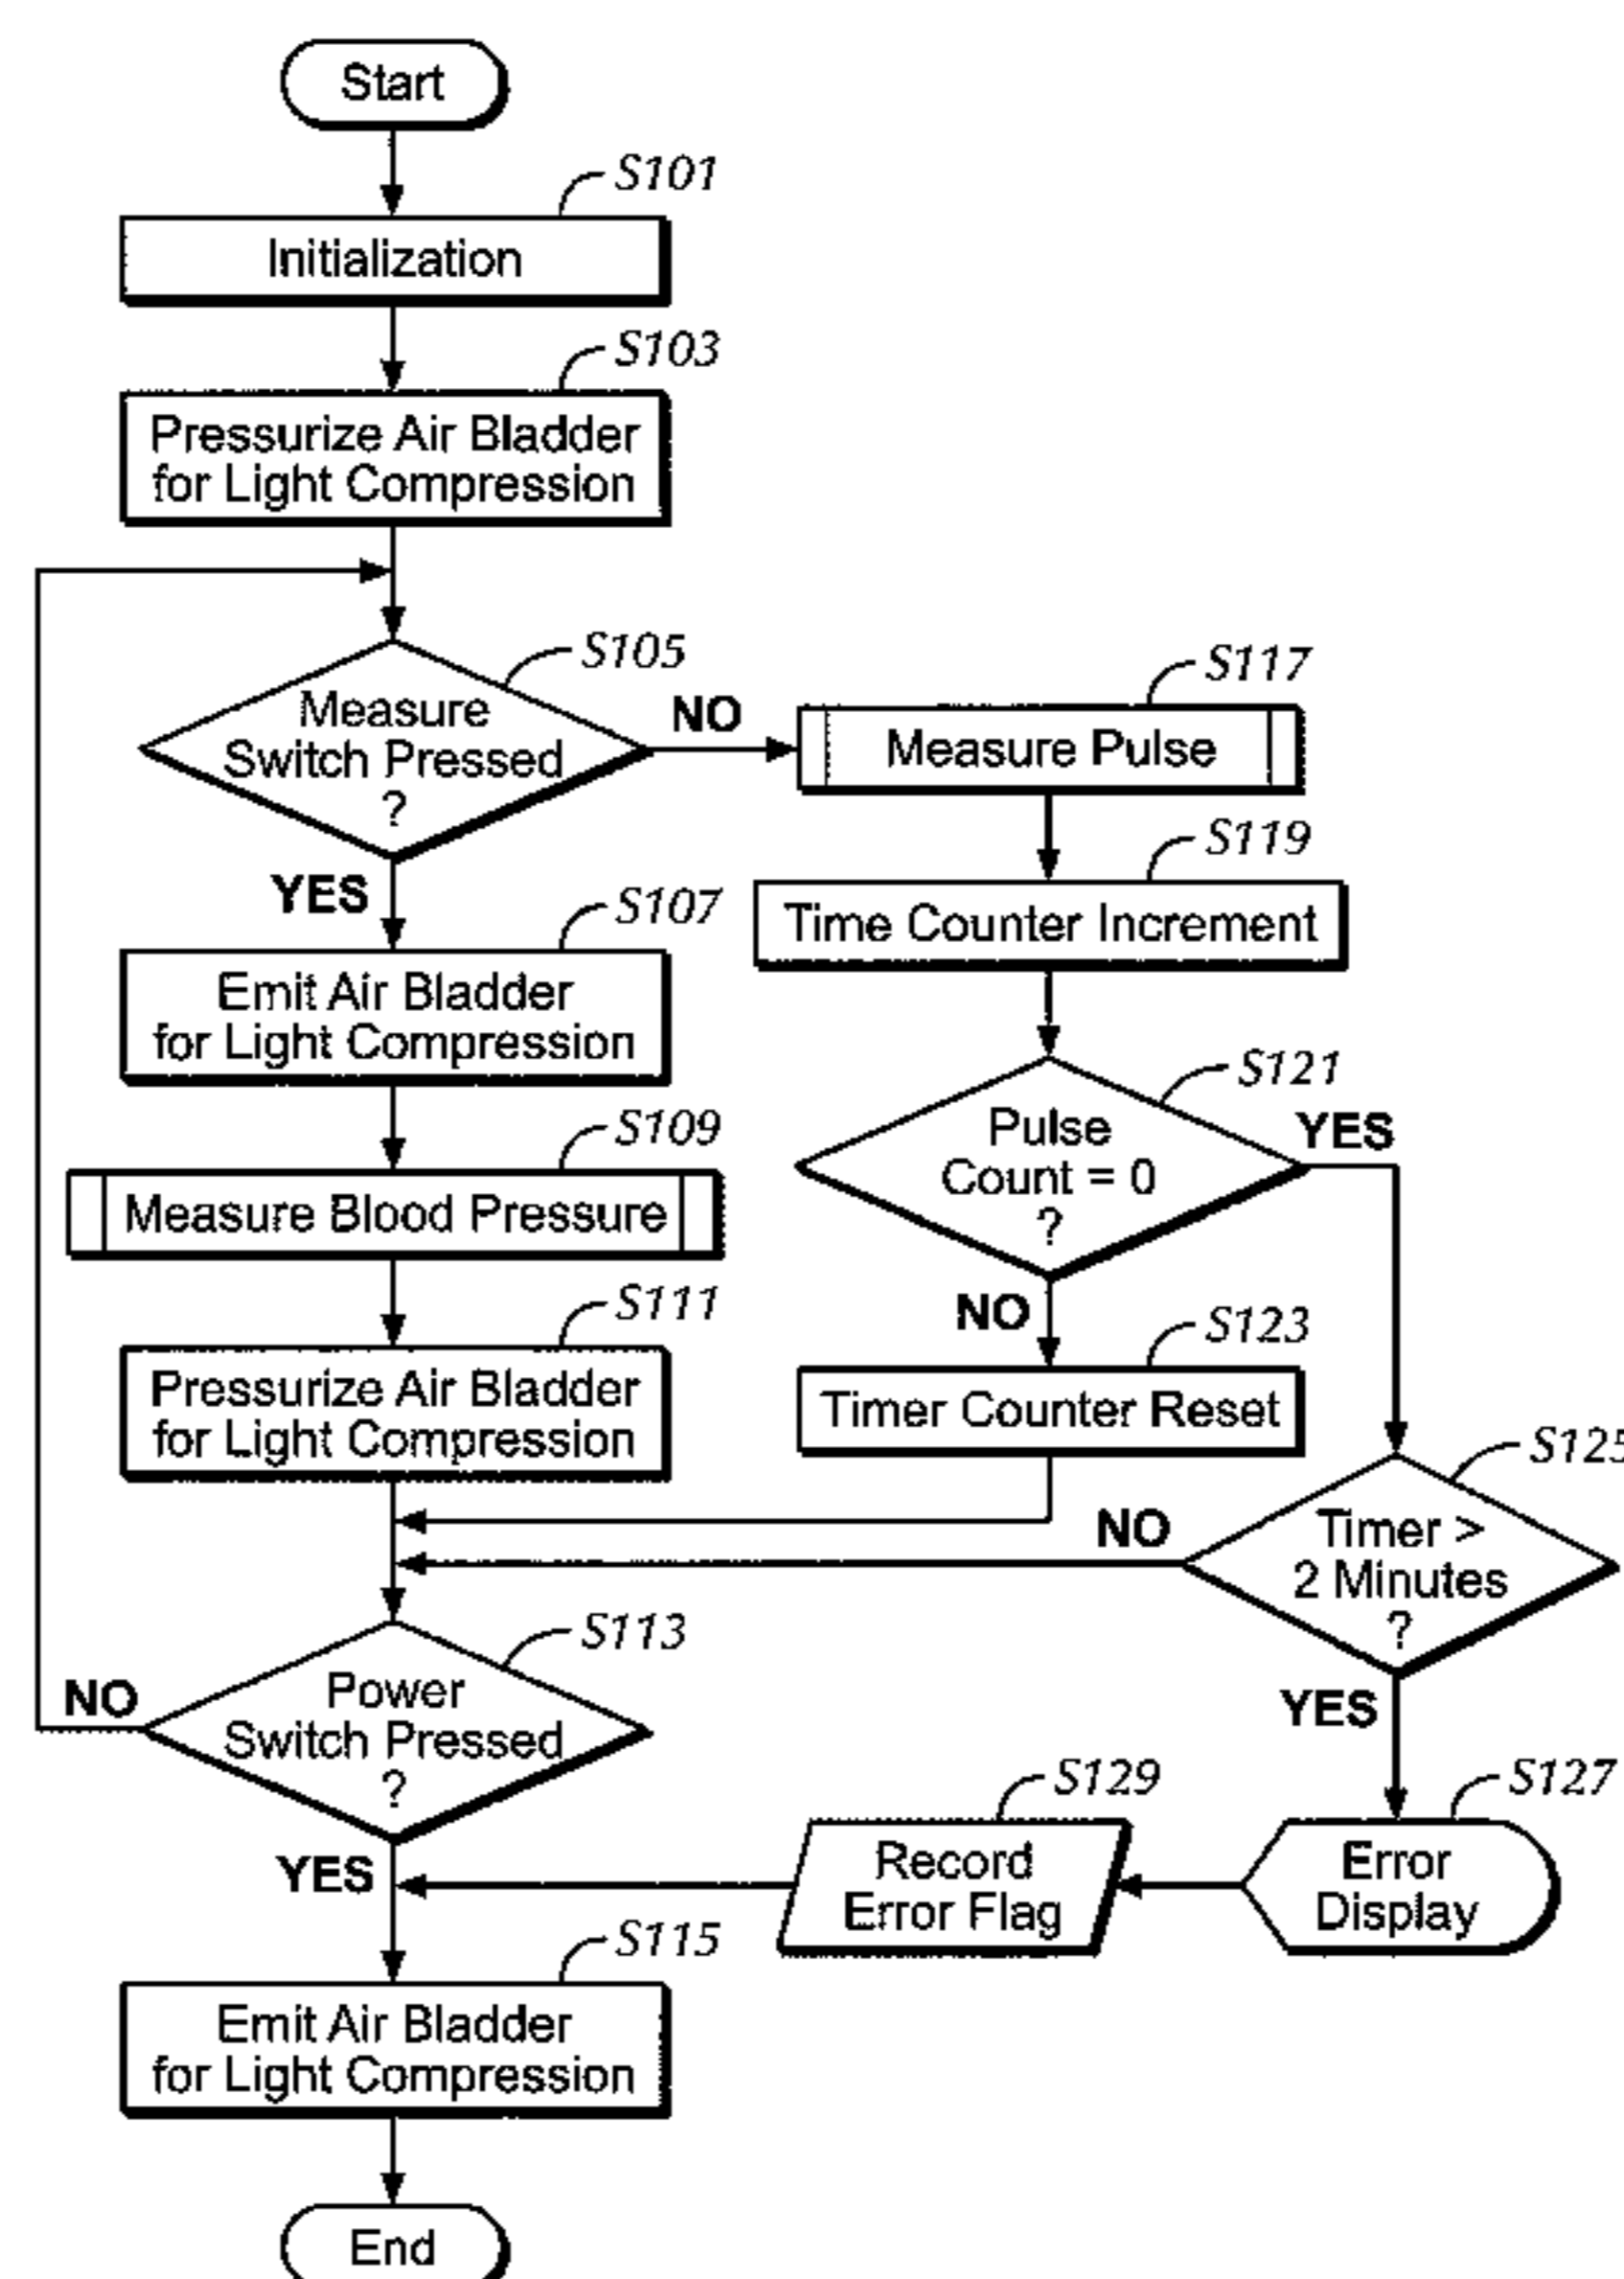 Start
S101
Initialization
S103
Pressurize Air Bladder
for Light Compression
S105
Measure
Switch Pressed
?
NO
YES
S117
Measure Pulse
S119
Time Counter Increment
S107
Emit Air Bladder
for Light Compression
S121
Pulse
Count = 0
?
YES
NO
S109
Measure Blood Pressure
S111
Pressurize Air Bladder
for Light Compression
S123
Timer Counter Reset
S125
Timer >
2 Minutes
?
NO
YES
S113
Power
Switch Pressed
?
NO
YES
S127
Error
Display
S129
Record
Error Flag
S115
Emit Air Bladder
for Light Compression
End